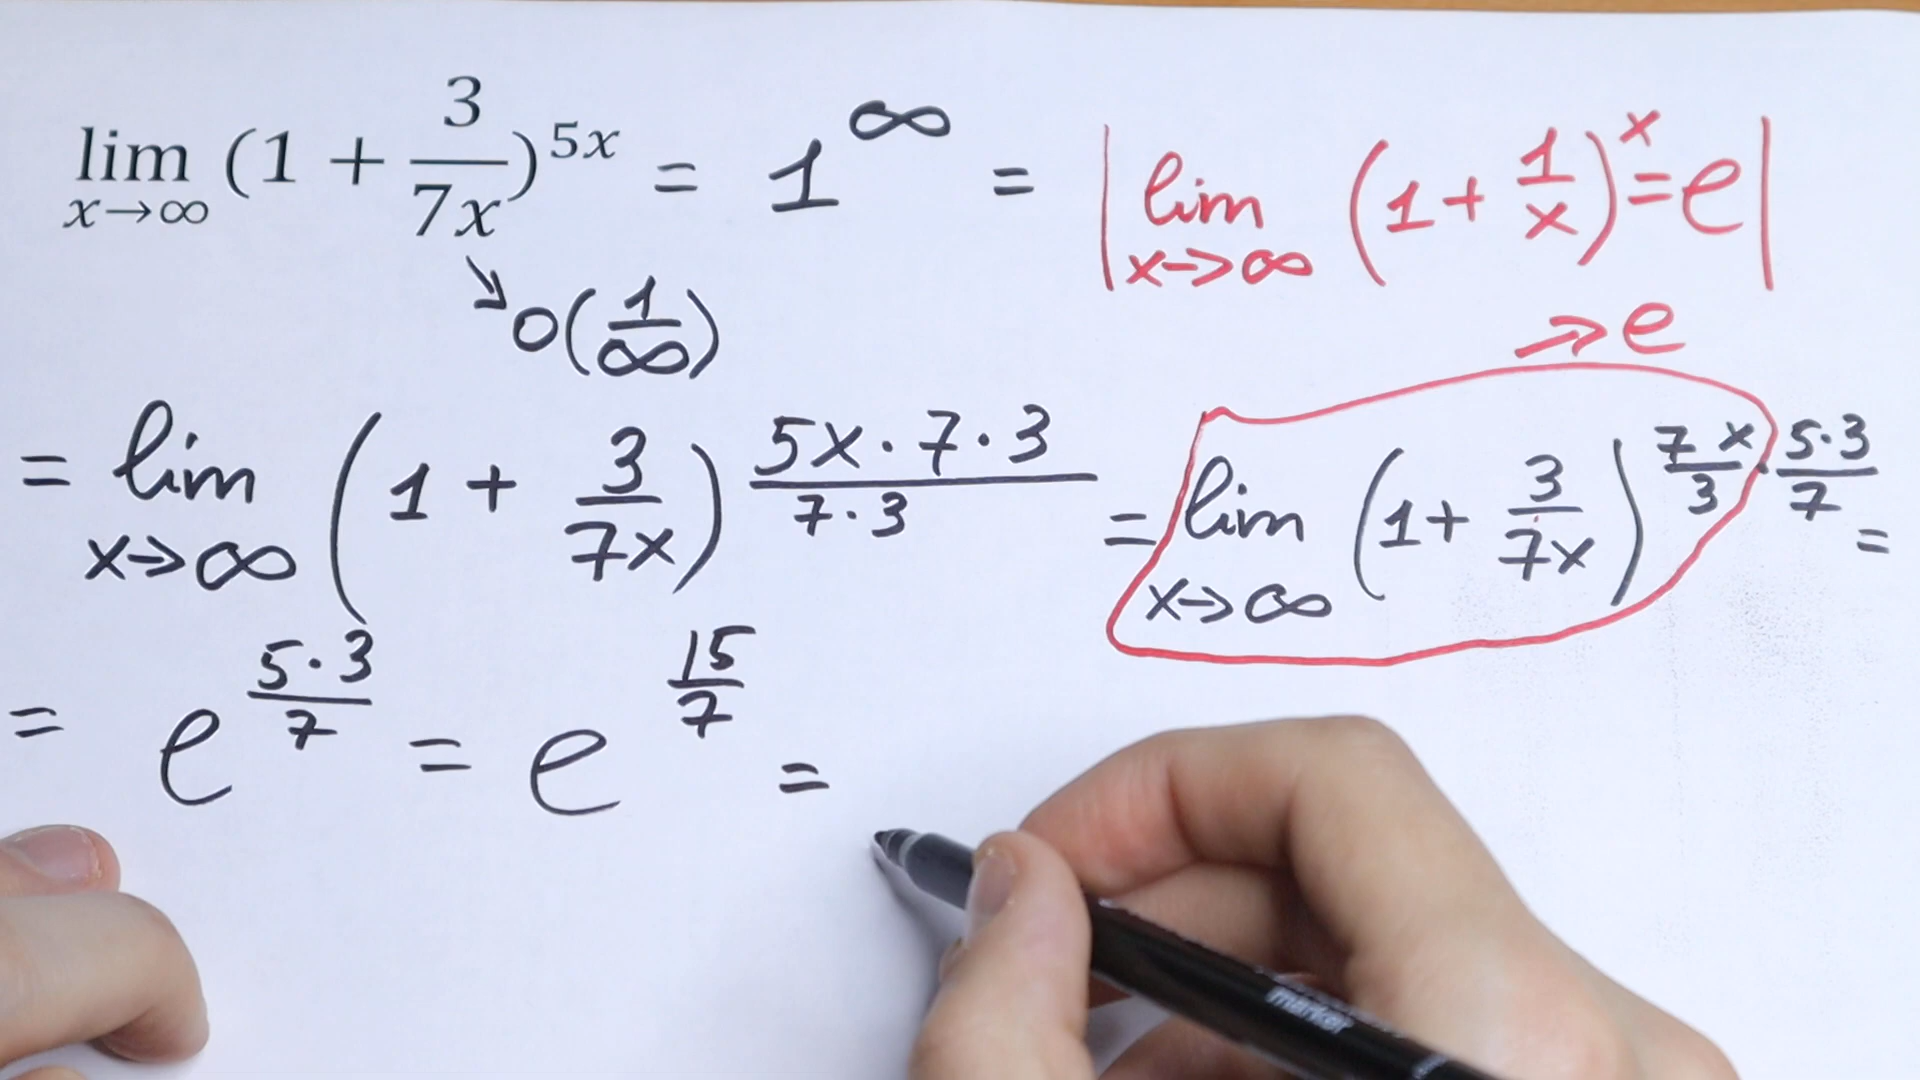 lim x→∞ (1 + 3/7x)^5x = 1^∞ = | lim x→∞ (1 + 1/x)^x = e |
↘ 0(1/∞)
→ e
= lim x→∞ (1 + 3/7x)^(5x·7·3 / 7·3) = lim x→∞ (1 + 3/7x)^(7x/3 · 5·3/7) =
= e^(5·3/7) = e^(15/7) =
marker